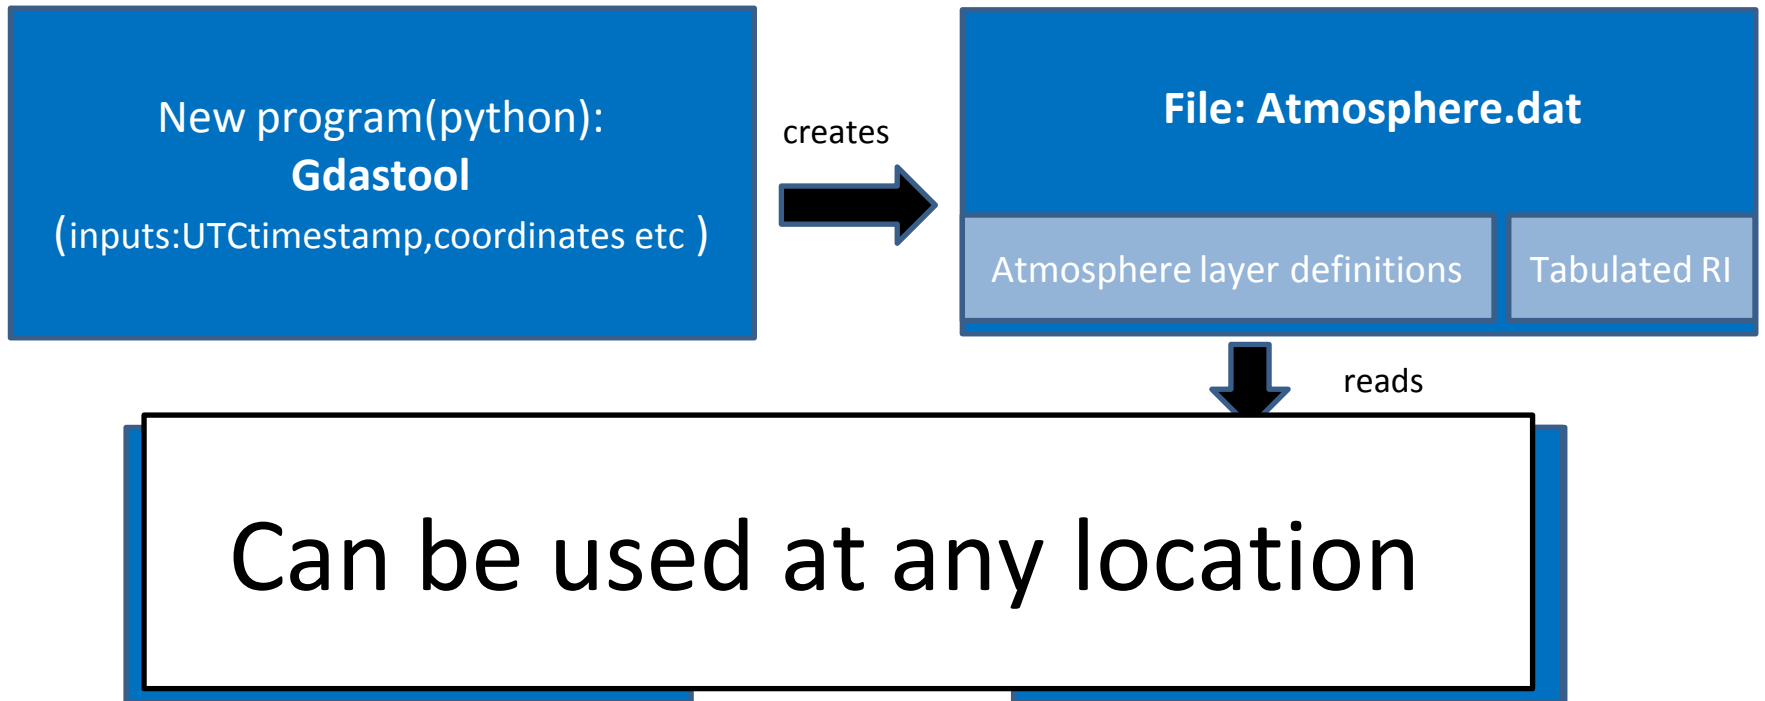 New program(python):
Gdastool
(inputs:UTCtimestamp,coordinates etc )
creates
File: Atmosphere.dat
Atmosphere layer definitions
Tabulated RI
reads
Can be used at any location